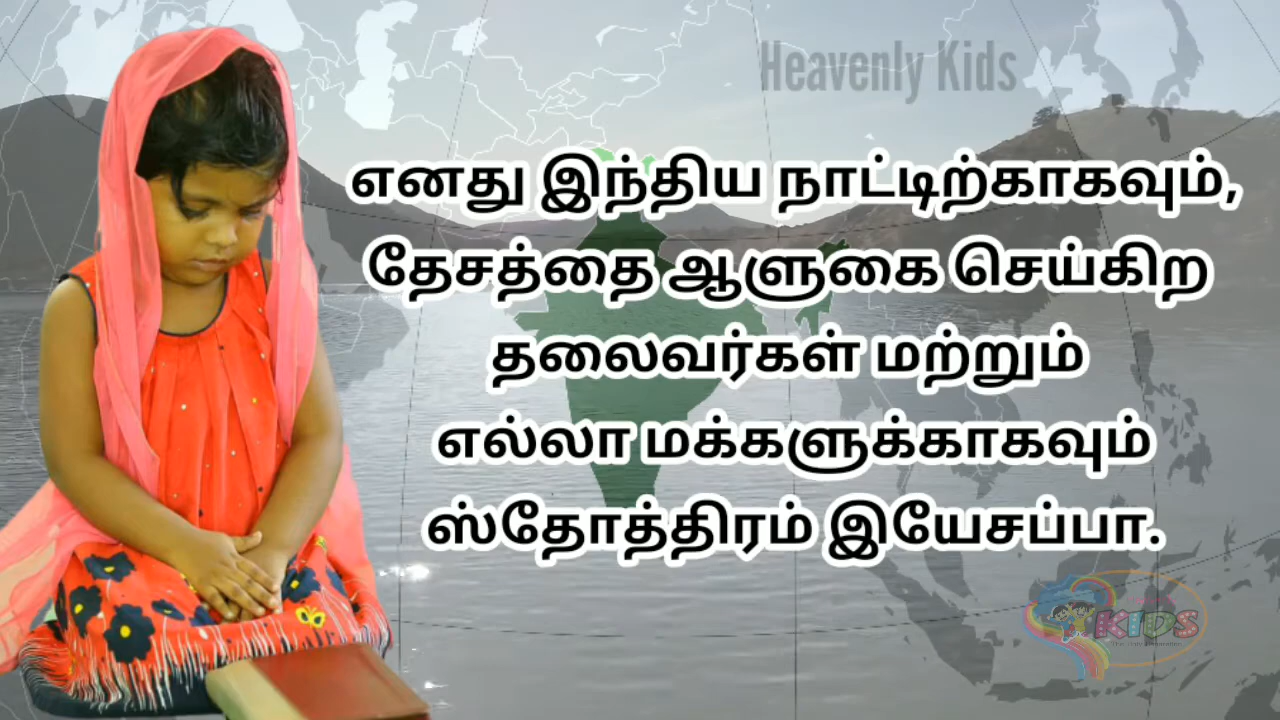 Heavenly Kids
எனது இந்திய நாட்டிற்காகவும்,
தேசத்தை ஆளுகை செய்கிற
தலைவர்கள் மற்றும்
எல்லா மக்களுக்காகவும்
ஸ்தோத்திரம் இயேசப்பா.
KIDS